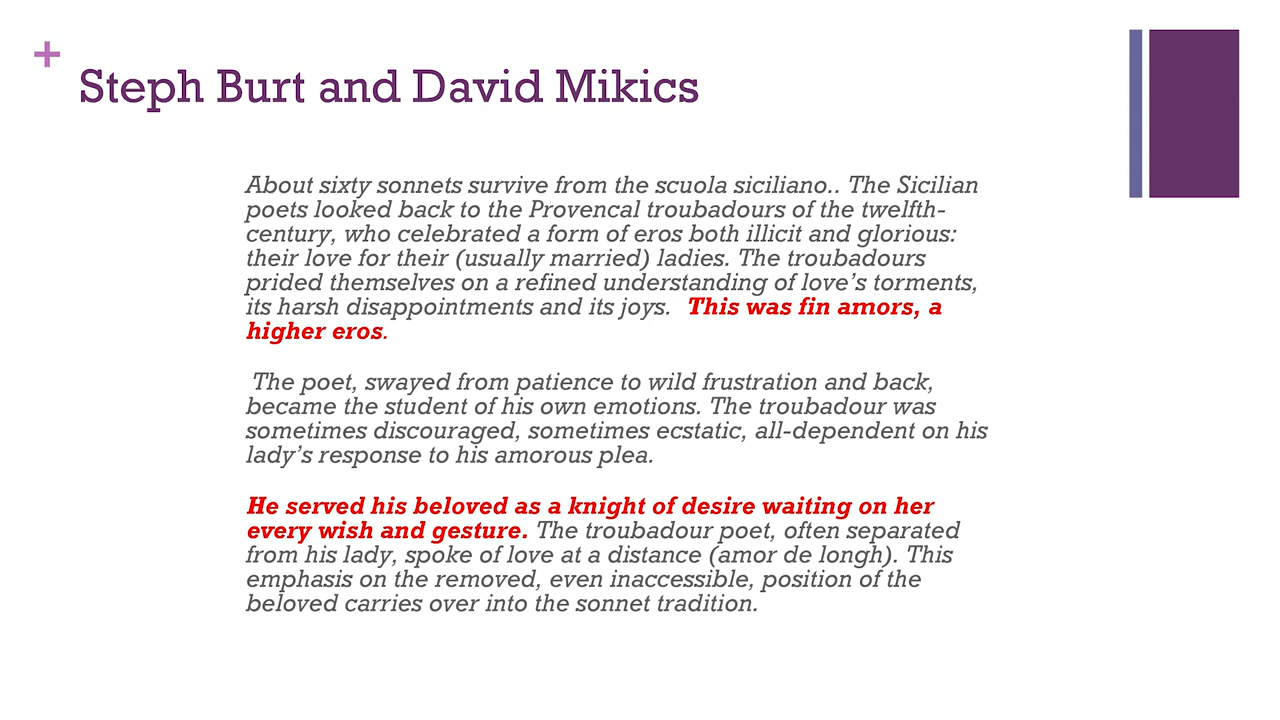 +
Steph Burt and David Mikics
About sixty sonnets survive from the scuola siciliano.. The Sicilian
poets looked back to the Provencal troubadours of the twelfth-
century, who celebrated a form of eros both illicit and glorious:
their love for their (usually married) ladies. The troubadours
prided themselves on a refined understanding of love’s torments,
its harsh disappointments and its joys. This was fin amors, a
higher eros.
The poet, swayed from patience to wild frustration and back,
became the student of his own emotions. The troubadour was
sometimes discouraged, sometimes ecstatic, all-dependent on his
lady’s response to his amorous plea.
He served his beloved as a knight of desire waiting on her
every wish and gesture. The troubadour poet, often separated
from his lady, spoke of love at a distance (amor de longh). This
emphasis on the removed, even inaccessible, position of the
beloved carries over into the sonnet tradition.